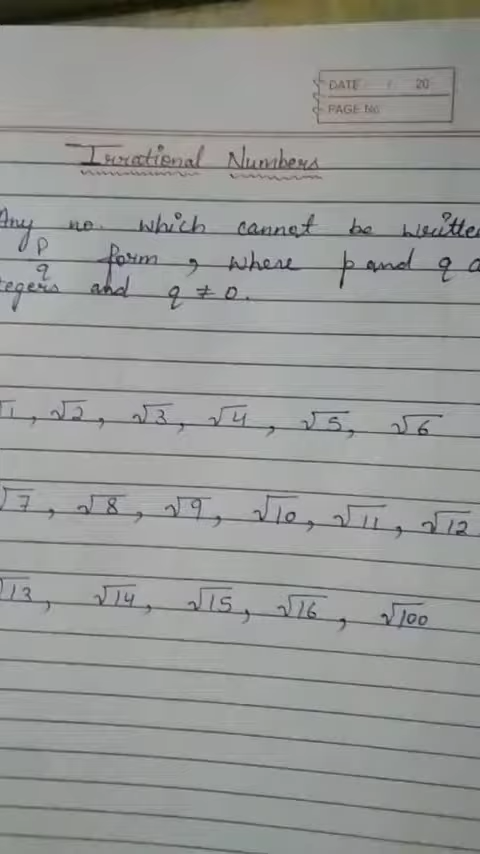 DATE : 20
PAGE No
Irrational Numbers
Any no. which cannot be writte
p
q form, where p and q a
tegers and q ≠ 0.
√1, √2, √3, √4, √5, √6
√7, √8, √9, √10, √11, √12
√13, √14, √15, √16, √100